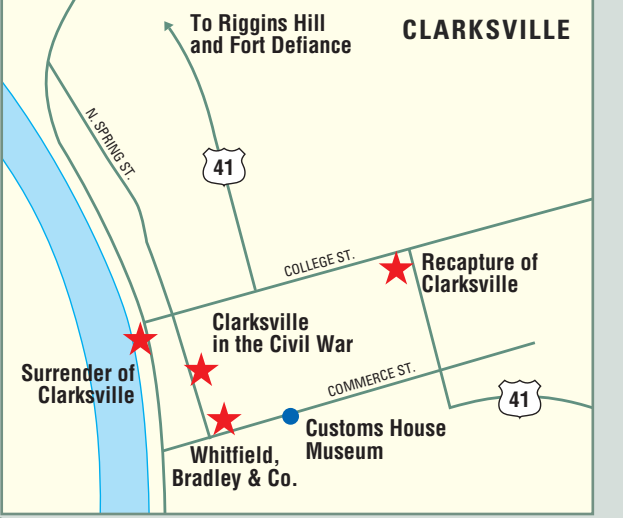 To Riggins Hill
and Fort Defiance
CLARKSVILLE
N. SPRING ST.
41
COLLEGE ST.
Recapture of
Clarksville
Clarksville
in the Civil War
Surrender of
Clarksville
COMMERCE ST.
41
Customs House
Museum
Whitfield,
Bradley & Co.